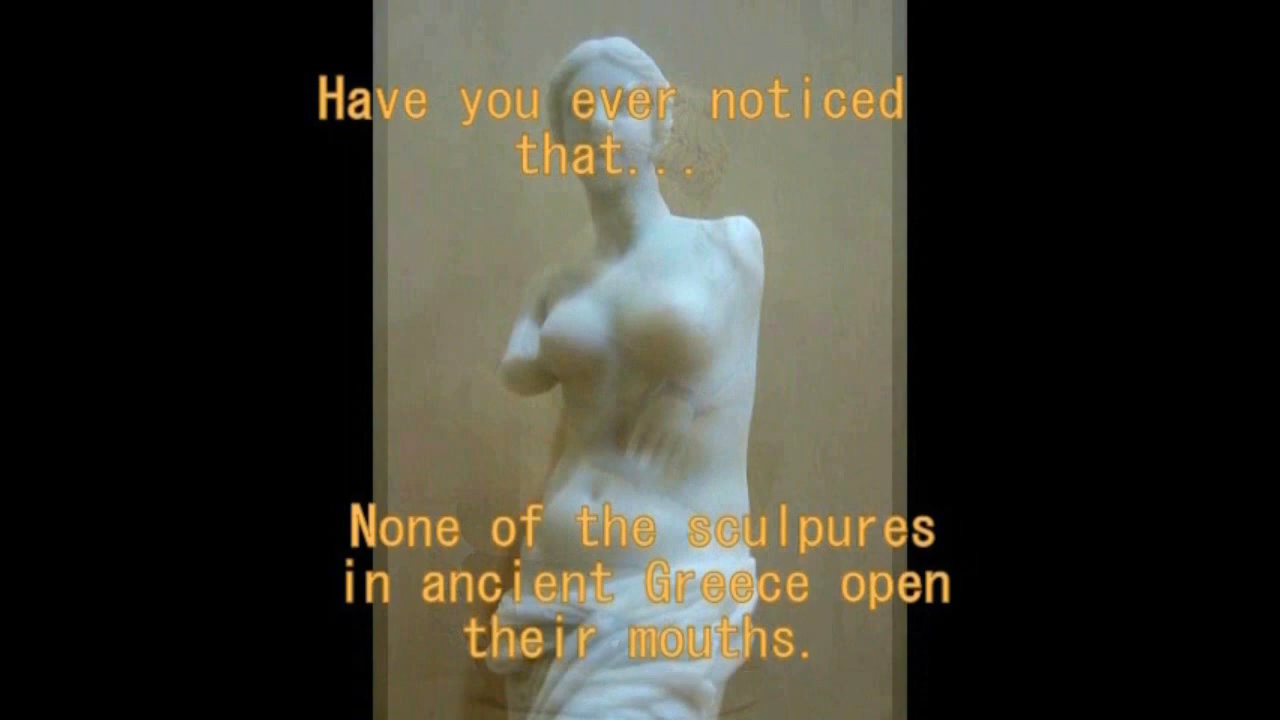 Have you ever noticed
that...
None of the sculpures
in ancient Greece open
their mouths.